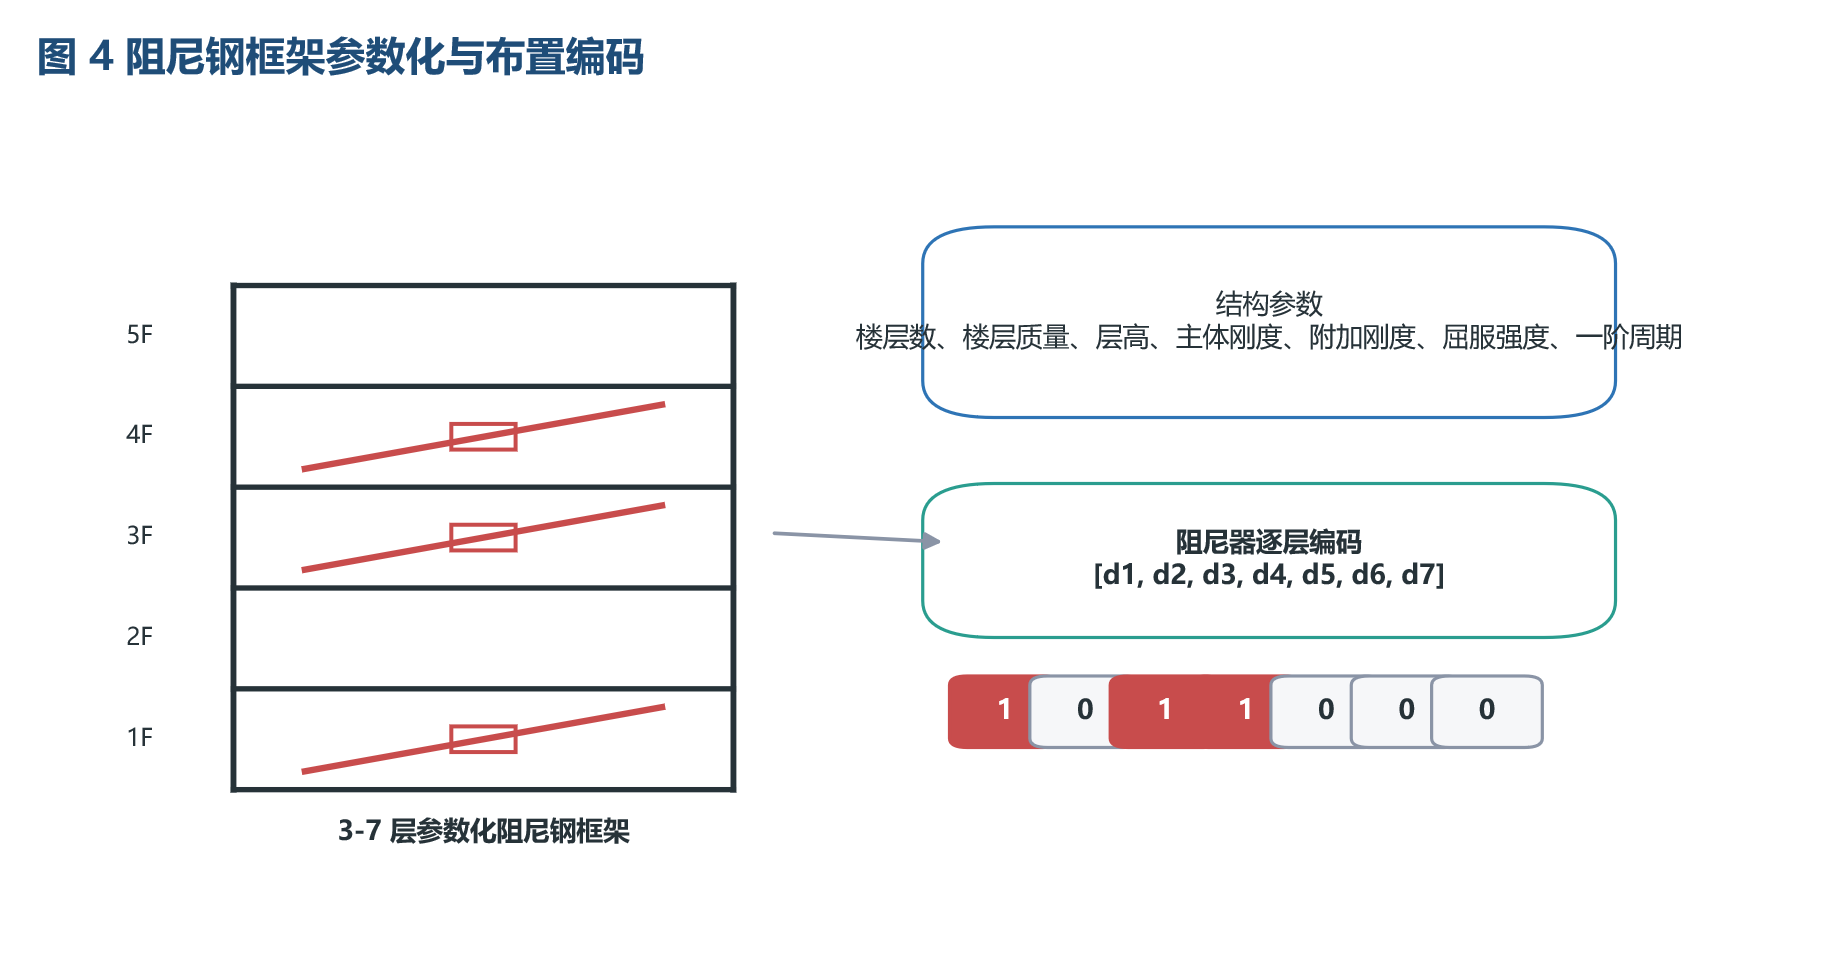 图 4 阻尼钢框架参数化与布置编码
5F
4F
3F
2F
1F
3-7 层参数化阻尼钢框架
结构参数
楼层数、楼层质量、层高、主体刚度、附加刚度、屈服强度、一阶周期
阻尼器逐层编码
[d1, d2, d3, d4, d5, d6, d7]
1 0 1 1 0 0 0